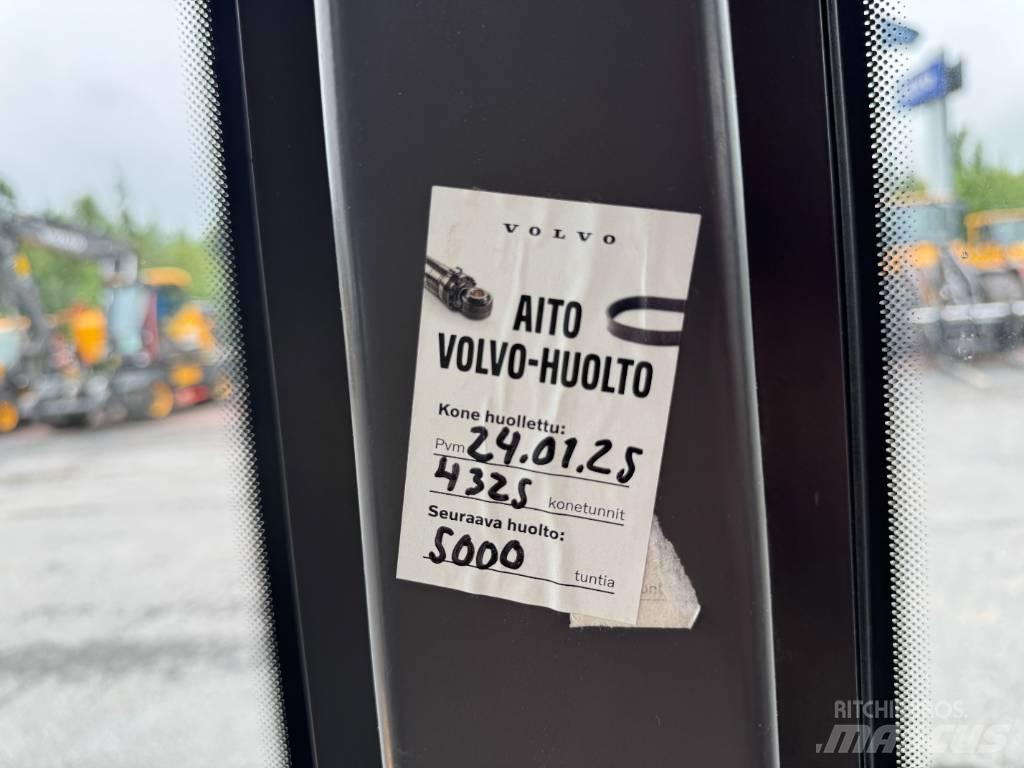 VOLVO
AITO
VOLVO-HUOLTO
Kone huollettu:
Pvm 24.01.25
4325 konetunnit
Seuraava huolto:
5000 tuntia
RITCHIE BROS.
MASCUS